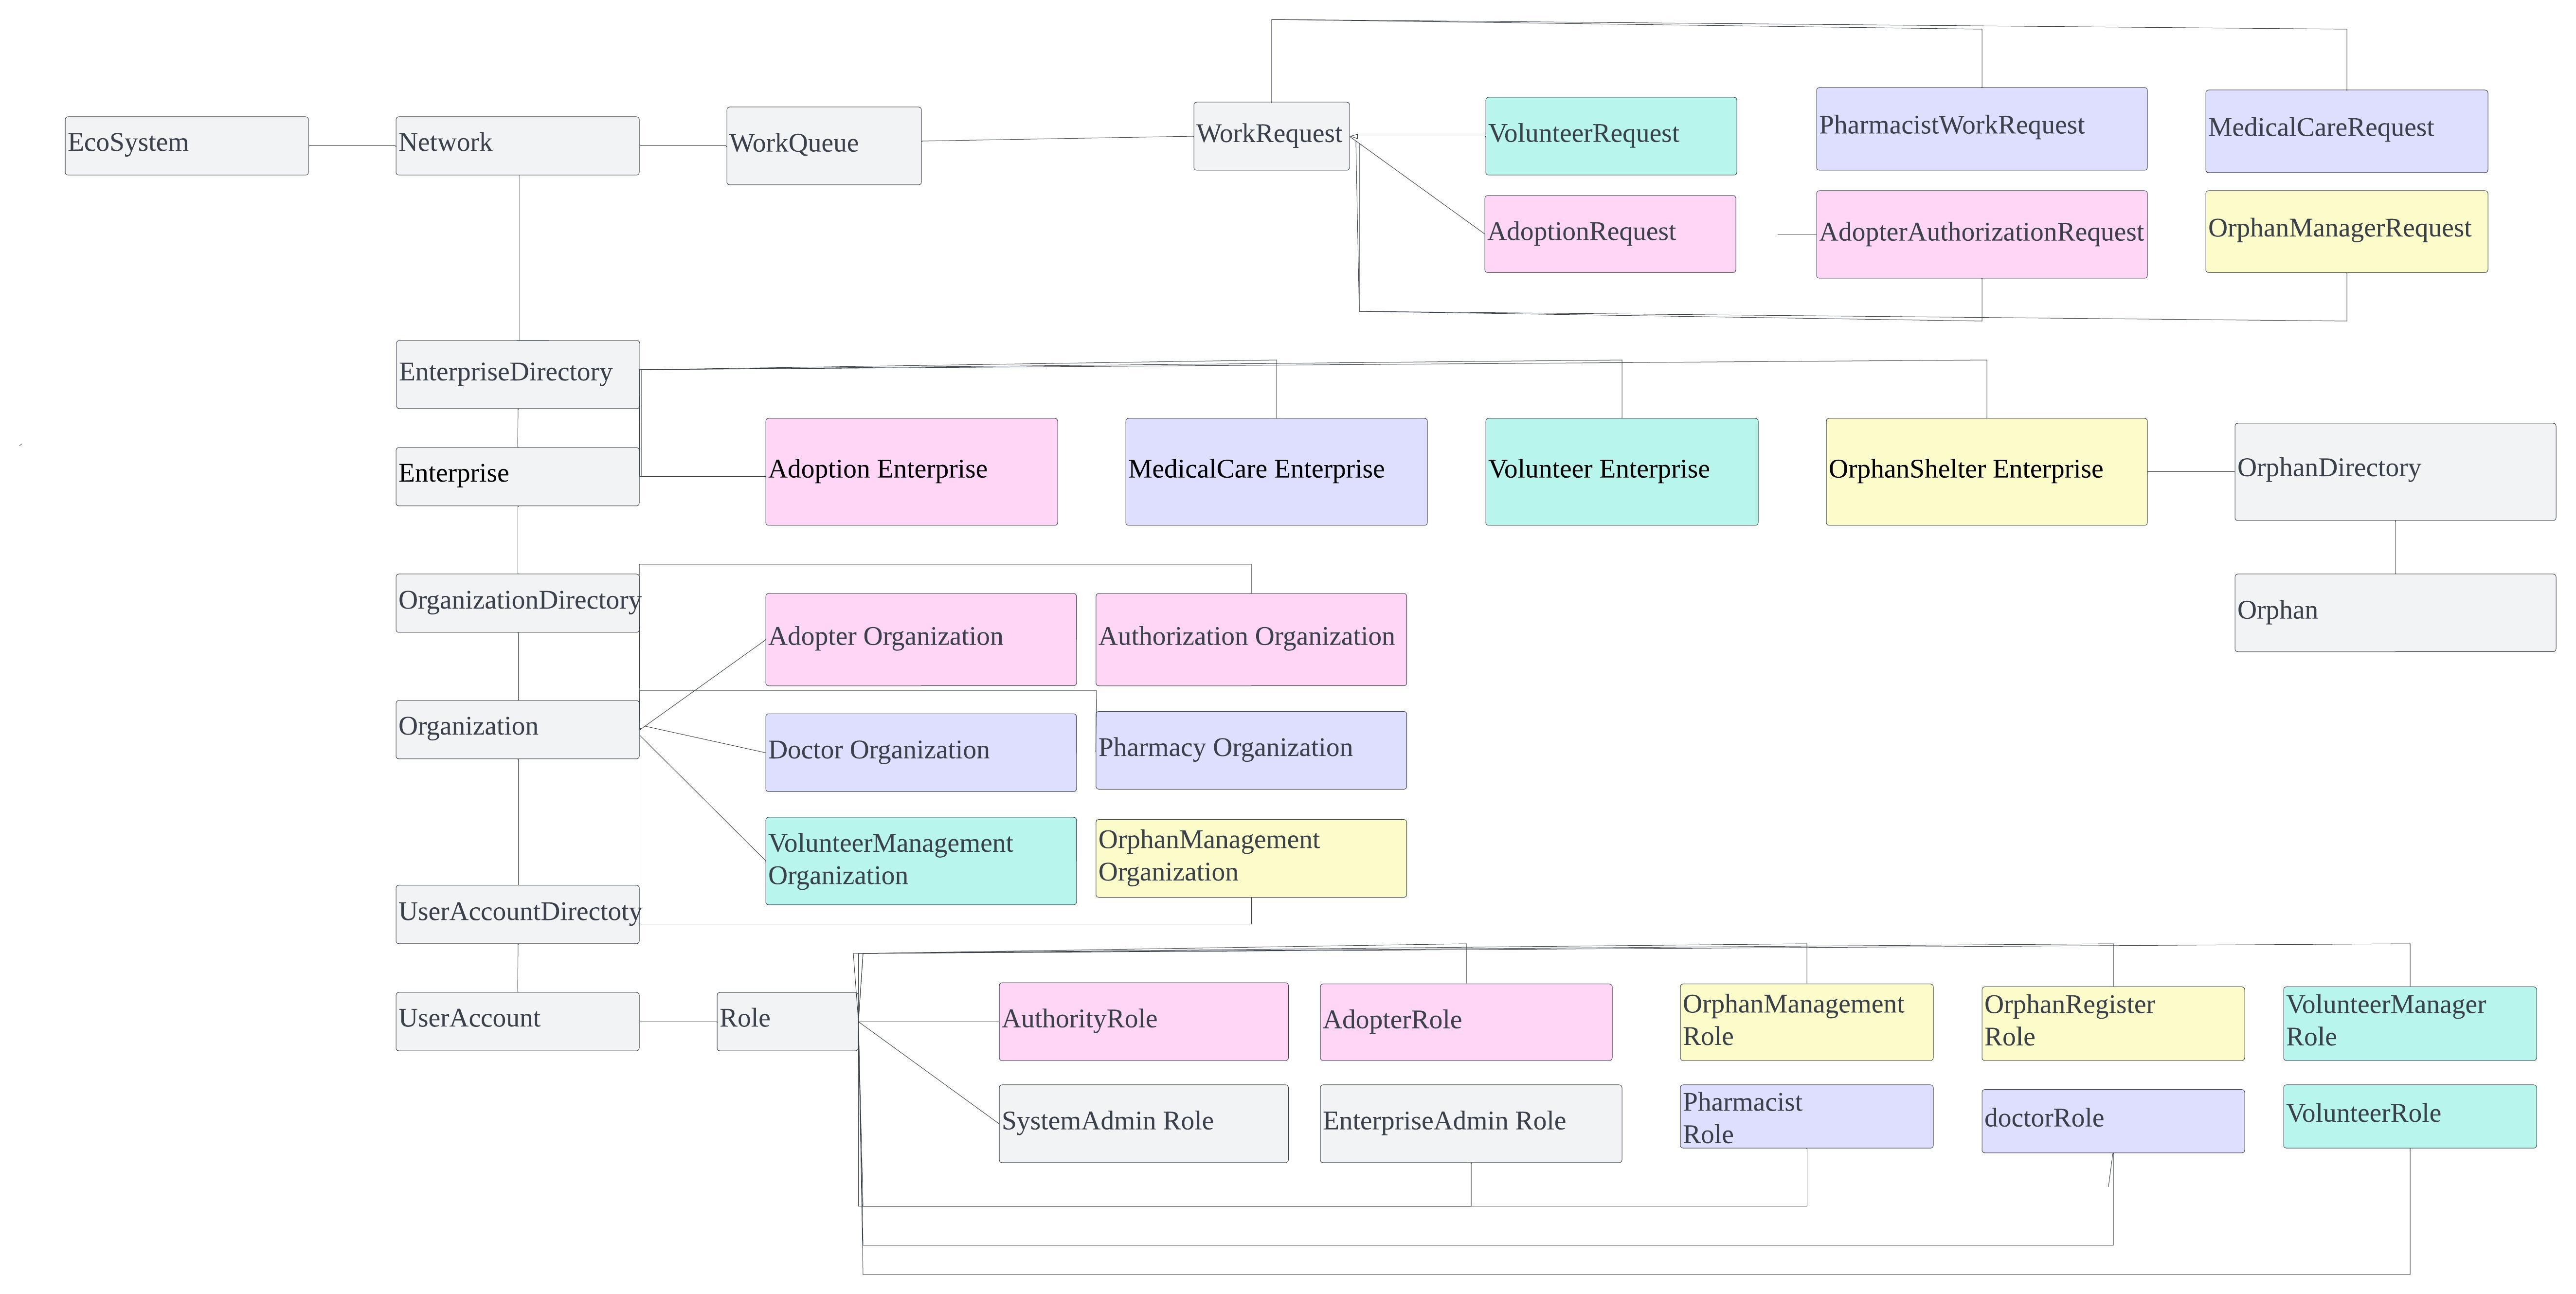 EcoSystem
Network
WorkQueue
WorkRequest
VolunteerRequest
PharmacistWorkRequest
MedicalCareRequest
AdoptionRequest
AdopterAuthorizationRequest
OrphanManagerRequest
EnterpriseDirectory
Enterprise
Adoption Enterprise
MedicalCare Enterprise
Volunteer Enterprise
OrphanShelter Enterprise
OrphanDirectory
OrganizationDirectory
Orphan
Adopter Organization
Authorization Organization
Organization
Doctor Organization
Pharmacy Organization
VolunteerManagement
Organization
OrphanManagement
Organization
UserAccountDirectoty
UserAccount
Role
AuthorityRole
AdopterRole
OrphanManagement
Role
OrphanRegister
Role
VolunteerManager
Role
SystemAdmin Role
EnterpriseAdmin Role
Pharmacist
Role
doctorRole
VolunteerRole